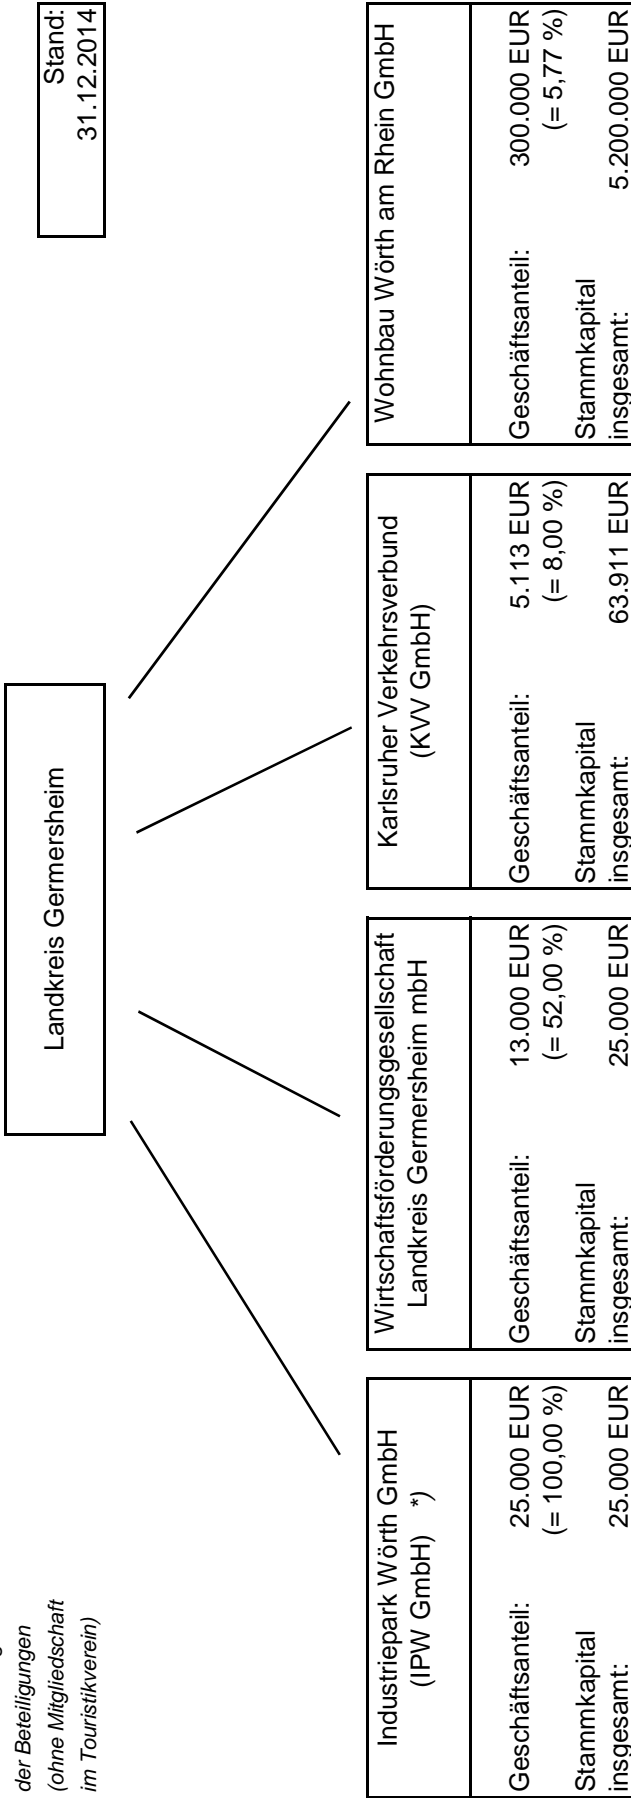 der Beteiligungen
(ohne Mitgliedschaft
im Touristikverein)
Stand:
31.12.2014
Landkreis Germersheim
Industriepark Wörth GmbH
(IPW GmbH) *)
Geschäftsanteil: 25.000 EUR
(= 100,00 %)
Stammkapital
insgesamt: 25.000 EUR
Wirtschaftsförderungsgesellschaft
Landkreis Germersheim mbH
Geschäftsanteil: 13.000 EUR
(= 52,00 %)
Stammkapital
insgesamt: 25.000 EUR
Karlsruher Verkehrsverbund
(KVV GmbH)
Geschäftsanteil: 5.113 EUR
(= 8,00 %)
Stammkapital
insgesamt: 63.911 EUR
Wohnbau Wörth am Rhein GmbH
Geschäftsanteil: 300.000 EUR
(= 5,77 %)
Stammkapital
insgesamt: 5.200.000 EUR